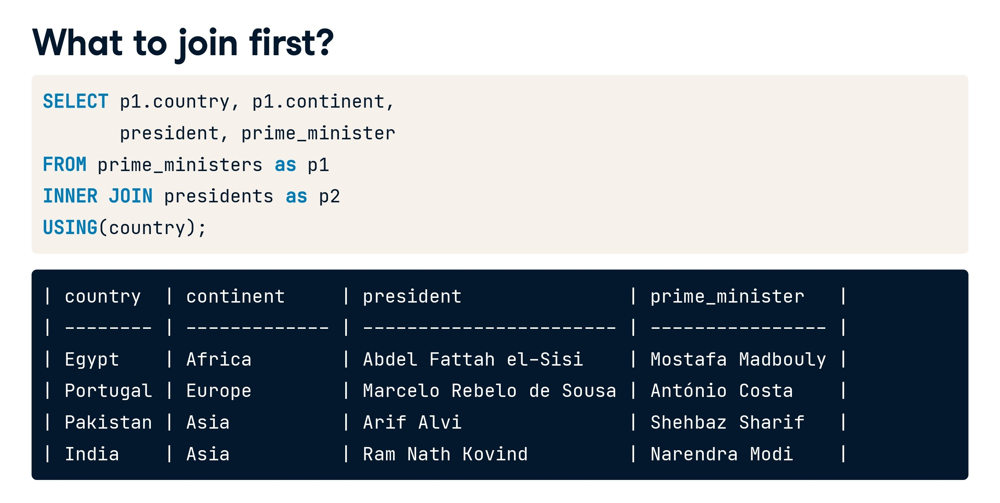 What to join first?
SELECT p1.country, p1.continent,
       president, prime_minister
FROM prime_ministers as p1
INNER JOIN presidents as p2
USING(country);
| country  | continent     | president               | prime_minister   |
| -------- | ------------- | ----------------------- | ---------------- |
| Egypt    | Africa        | Abdel Fattah el-Sisi    | Mostafa Madbouly |
| Portugal | Europe        | Marcelo Rebelo de Sousa | António Costa    |
| Pakistan | Asia          | Arif Alvi               | Shehbaz Sharif   |
| India    | Asia          | Ram Nath Kovind         | Narendra Modi    |